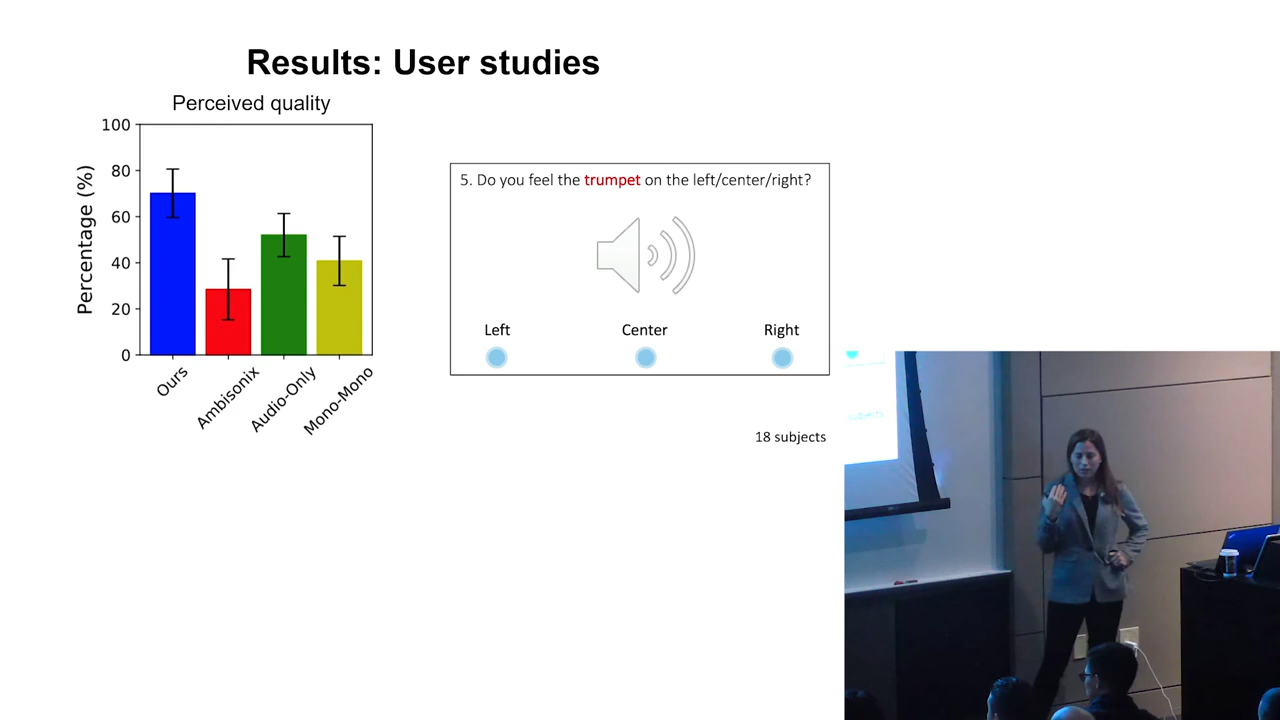 Results: User studies
Perceived quality
Percentage (%)
100
80
60
40
20
0
Ours
Ambisonix
Audio-Only
Mono-Mono
5. Do you feel the trumpet on the left/center/right?
Left Center Right
18 subjects
subjects